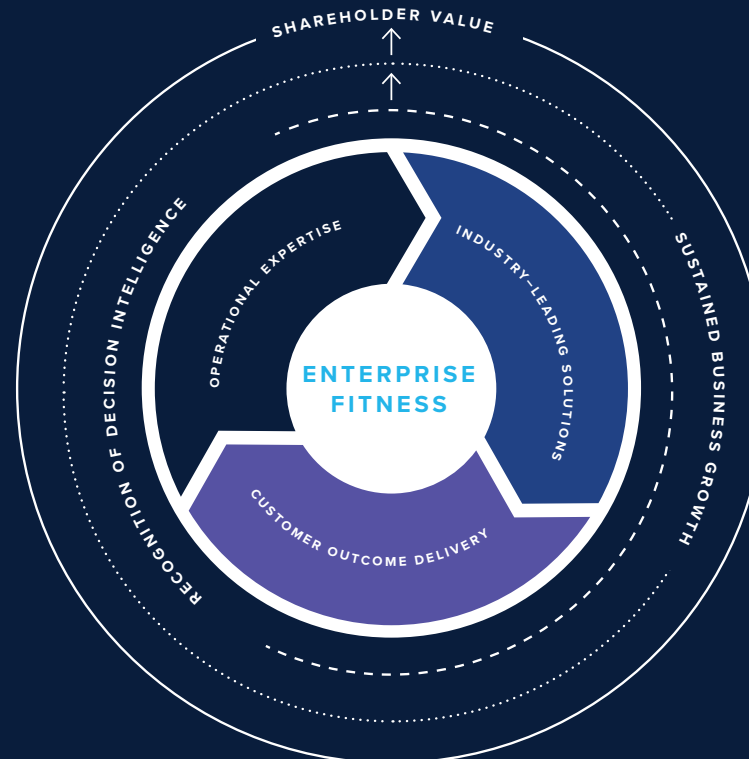 SHAREHOLDER VALUE
RECOGNITION OF DECISION INTELLIGENCE
SUSTAINED BUSINESS GROWTH
OPERATIONAL EXPERTISE
INDUSTRY–LEADING SOLUTIONS
ENTERPRISE
FITNESS
CUSTOMER OUTCOME DELIVERY